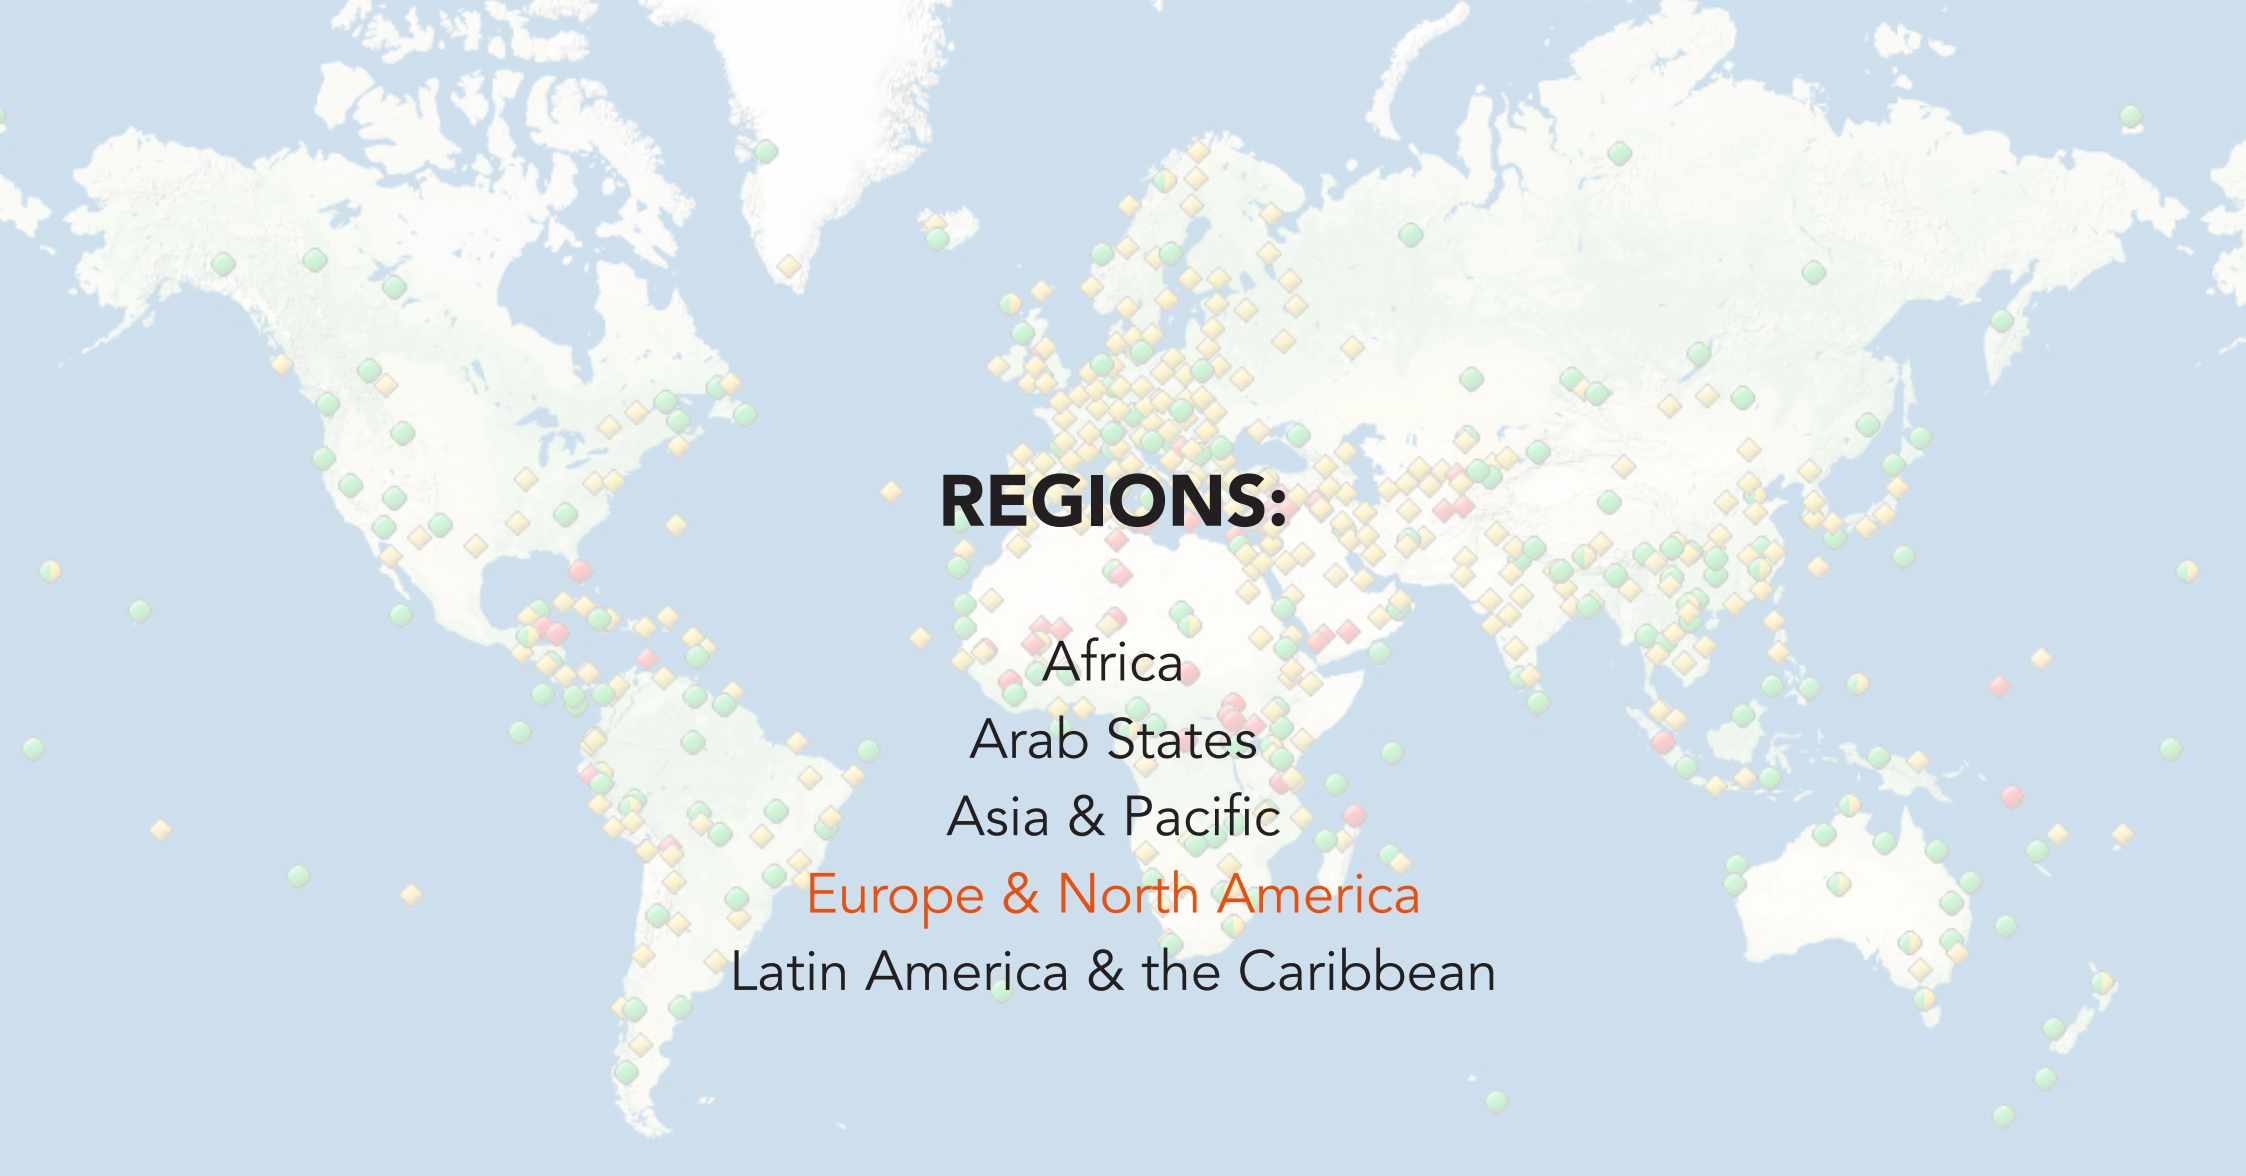 REGIONS:
Africa
Arab States
Asia & Pacific
Europe & North America
Latin America & the Caribbean